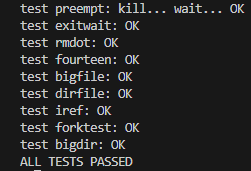 test preempt: kill... wait... OK
test exitwait: OK
test rmdot: OK
test fourteen: OK
test bigfile: OK
test dirfile: OK
test iref: OK
test forktest: OK
test bigdir: OK
ALL TESTS PASSED